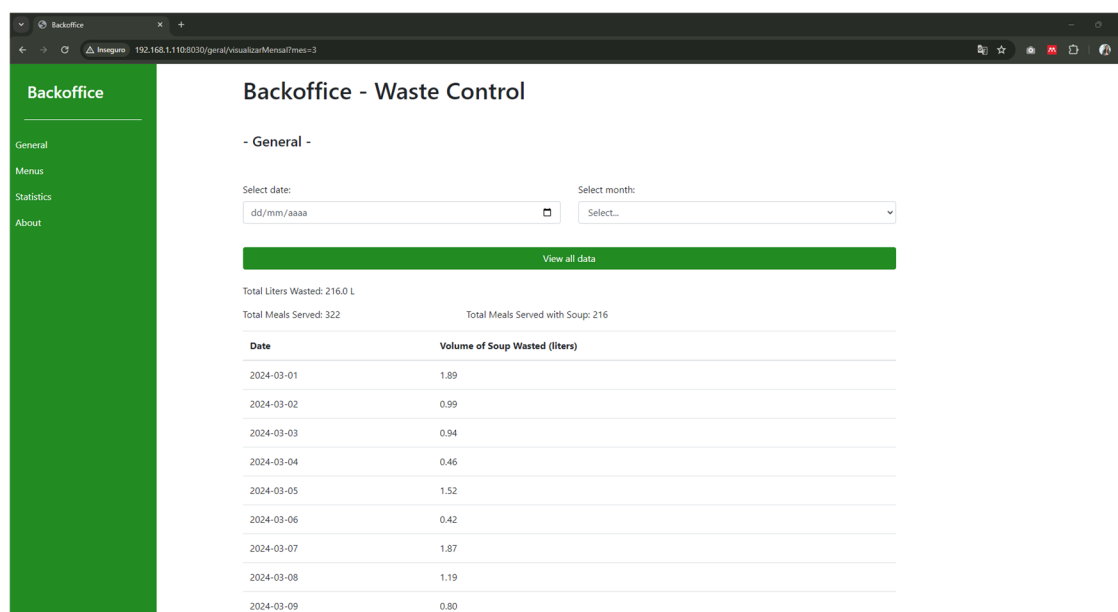 Backoffice
Inseguro 192.168.1.110:8030/geral/visualizarMensal?mes=3
Backoffice
General
Menus
Statistics
About
Backoffice - Waste Control
- General -
Select date: Select month:
dd/mm/aaaa Select...
View all data
Total Liters Wasted: 216.0 L
Total Meals Served: 322 Total Meals Served with Soup: 216
Date Volume of Soup Wasted (liters)
2024-03-01 1.89
2024-03-02 0.99
2024-03-03 0.94
2024-03-04 0.46
2024-03-05 1.52
2024-03-06 0.42
2024-03-07 1.87
2024-03-08 1.19
2024-03-09 0.80